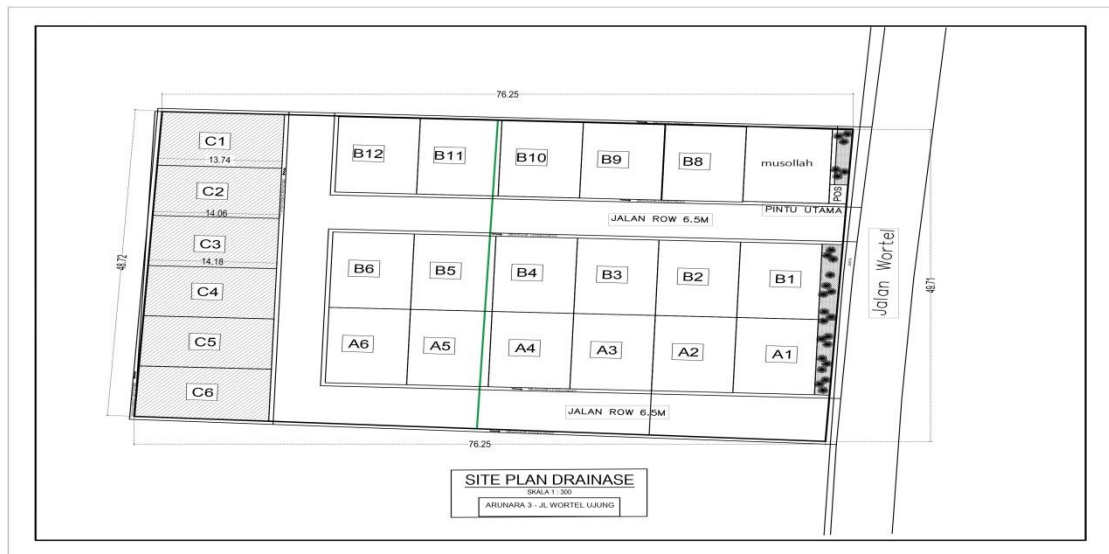 76.25
C1
13.74
C2
14.06
C3
14.18
C4
C5
C6
48.72
B12
B11
B10
B9
B8
musollah
POS
PINTU UTAMA
JALAN ROW 6.5M
B6
B5
B4
B3
B2
B1
A6
A5
A4
A3
A2
A1
JALAN ROW 6.5M
Jalan Wortel
49.71
76.25
SITE PLAN DRAINASE
SKALA 1 : 300
ARUNARA 3 - JL WORTEL UJUNG